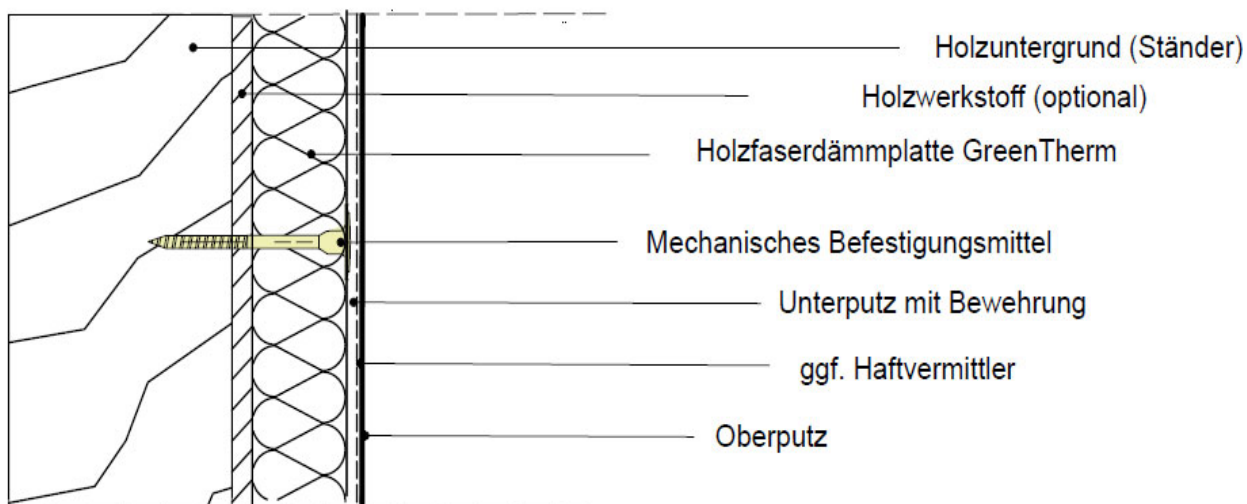 Holzuntergrund (Ständer)
Holzwerkstoff (optional)
Holzfaserdämmplatte GreenTherm
Mechanisches Befestigungsmittel
Unterputz mit Bewehrung
ggf. Haftvermittler
Oberputz